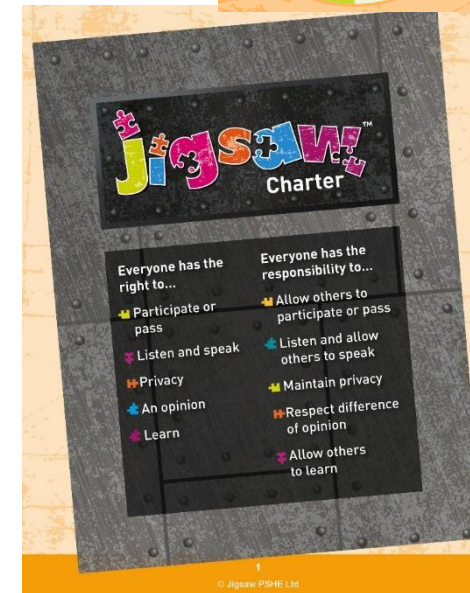 jigsaw™
Charter
Everyone has the
right to...
Participate or
pass
Listen and speak
Privacy
An opinion
Learn
Everyone has the
responsibility to...
Allow others to
participate or pass
Listen and allow
others to speak
Maintain privacy
Respect difference
of opinion
Allow others
to learn
1
© Jigsaw PSHE Ltd